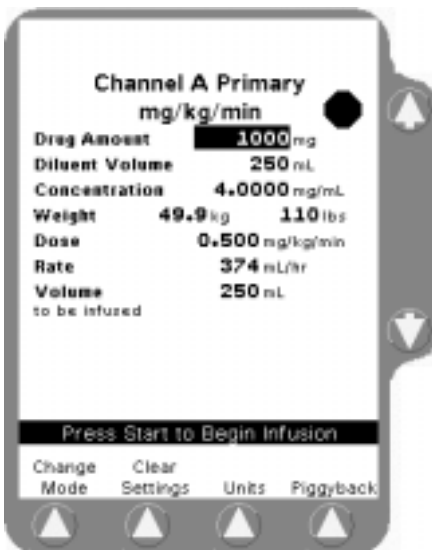 Channel A Primary
mg/kg/min
Drug Amount 1000 mg
Diluent Volume 250 mL
Concentration 4.0000 mg/mL
Weight 49.9 kg 110 lbs
Dose 0.500 mg/kg/min
Rate 374 mL/hr
Volume 250 mL
to be infused
Press Start to Begin Infusion
Change Clear
Mode Settings Units Piggyback